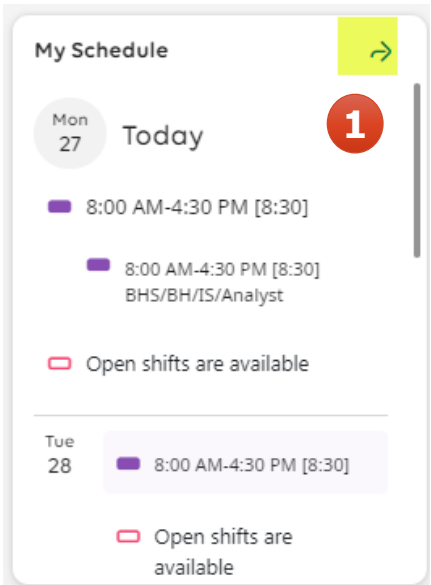 My Schedule
1
Mon
27
Today
8:00 AM-4:30 PM [8:30]
8:00 AM-4:30 PM [8:30]
BHS/BH/IS/Analyst
Open shifts are available
Tue
28
8:00 AM-4:30 PM [8:30]
Open shifts are
available